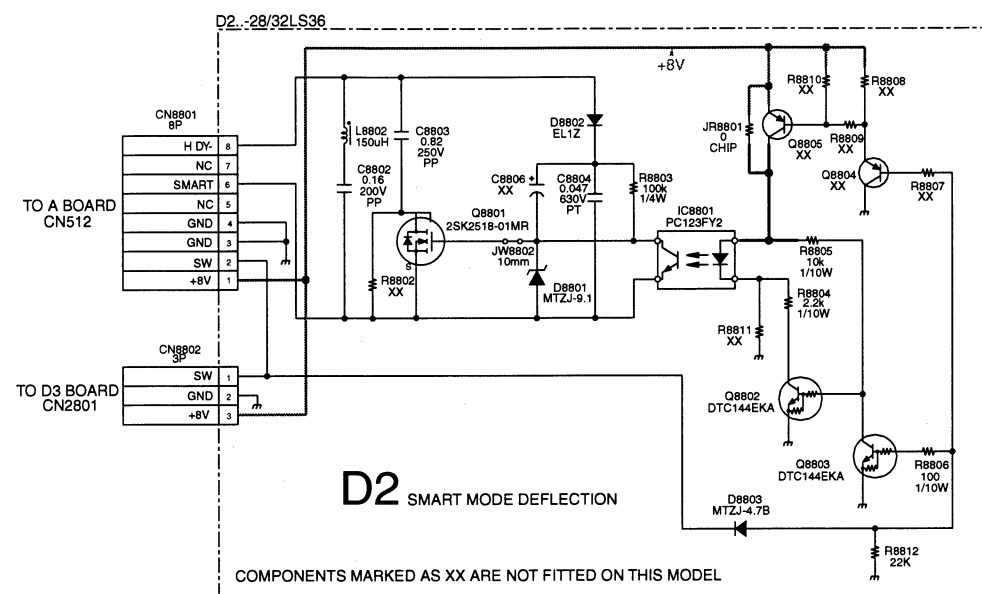 D2..-28/32LS36
+8V
CN8801
8P
H DY- 8
NC 7
SMART 6
NC 5
GND 4
GND 3
SW 2
+8V 1
TO A BOARD
CN512
L8802
150uH
C8803
0.82
250V
PP
C8802
0.16
200V
PP
D8802
EL1Z
C8806
XX
+
C8804
0.047
630V
PT
R8803
100k
1/4W
Q8801
2SK2518-01MR
S
R8802
XX
JW8802
10mm
D8801
MTZJ-9.1
IC8801
PC123FY2
JR8801
0
CHIP
Q8805
XX
R8810
XX
R8808
XX
R8809
XX
Q8804
XX
R8807
XX
R8805
10k
1/10W
R8804
2.2k
1/10W
R8811
XX
CN8802
3P
SW 1
GND 2
+8V 3
TO D3 BOARD
CN2801
Q8802
DTC144EKA
Q8803
DTC144EKA
R8806
100
1/10W
D2 SMART MODE DEFLECTION
D8803
MTZJ-4.7B
R8812
22K
COMPONENTS MARKED AS XX ARE NOT FITTED ON THIS MODEL